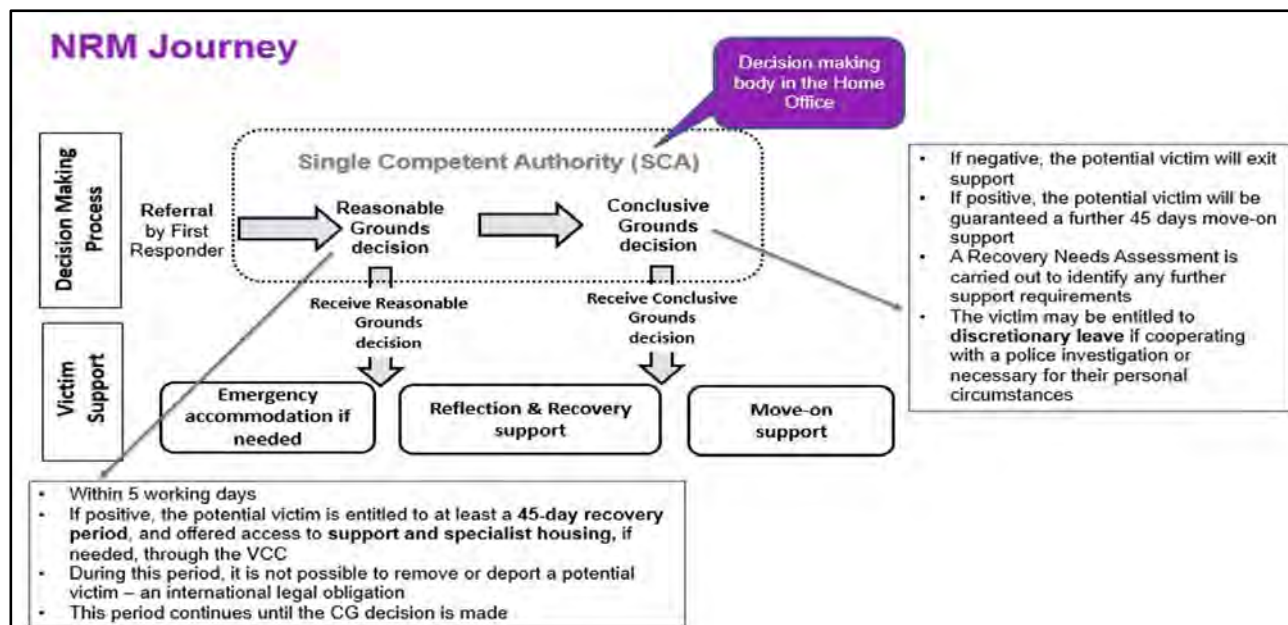 NRM Journey
Decision making
body in the Home
Office
Decision Making
Process
Single Competent Authority (SCA)
Referral
by First
Responder
Reasonable
Grounds
decision
Conclusive
Grounds
decision
Receive Reasonable
Grounds
decision
Receive Conclusive
Grounds
decision
Victim
Support
Emergency
accommodation if
needed
Reflection & Recovery
support
Move-on
support
• If negative, the potential victim will exit
support
• If positive, the potential victim will be
guaranteed a further 45 days move-on
support
• A Recovery Needs Assessment is
carried out to identify any further
support requirements
• The victim may be entitled to
discretionary leave if cooperating
with a police investigation or
necessary for their personal
circumstances
• Within 5 working days
• If positive, the potential victim is entitled to at least a 45-day recovery
period, and offered access to support and specialist housing, if
needed, through the VCC
• During this period, it is not possible to remove or deport a potential
victim – an international legal obligation
• This period continues until the CG decision is made